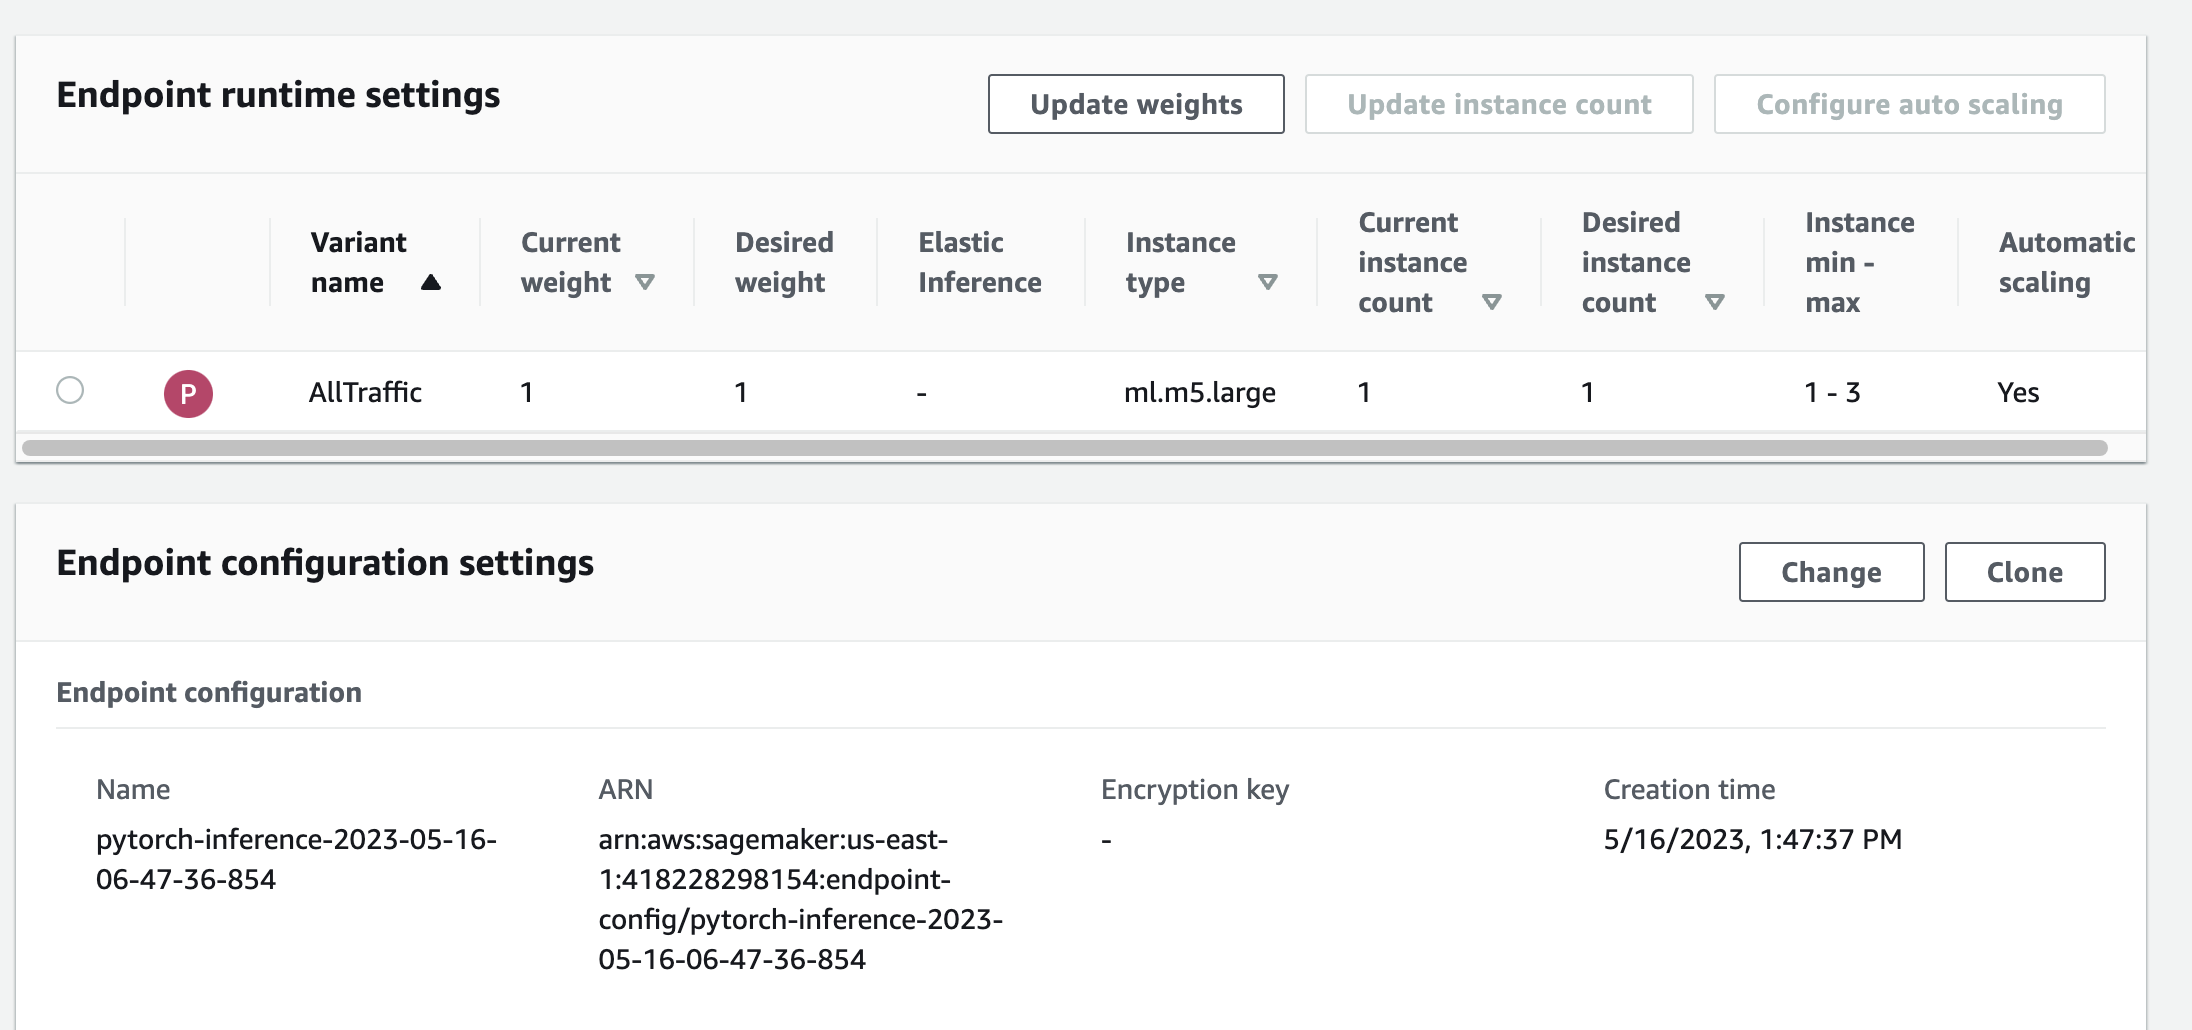 Endpoint runtime settings
Update weights
Update instance count
Configure auto scaling
Variant name
Current weight
Desired weight
Elastic Inference
Instance type
Current instance count
Desired instance count
Instance min - max
Automatic scaling
P
AllTraffic
1
1
-
ml.m5.large
1
1
1 - 3
Yes
Endpoint configuration settings
Change
Clone
Endpoint configuration
Name
pytorch-inference-2023-05-16-
06-47-36-854
ARN
arn:aws:sagemaker:us-east-
1:418228298154:endpoint-
config/pytorch-inference-2023-
05-16-06-47-36-854
Encryption key
-
Creation time
5/16/2023, 1:47:37 PM